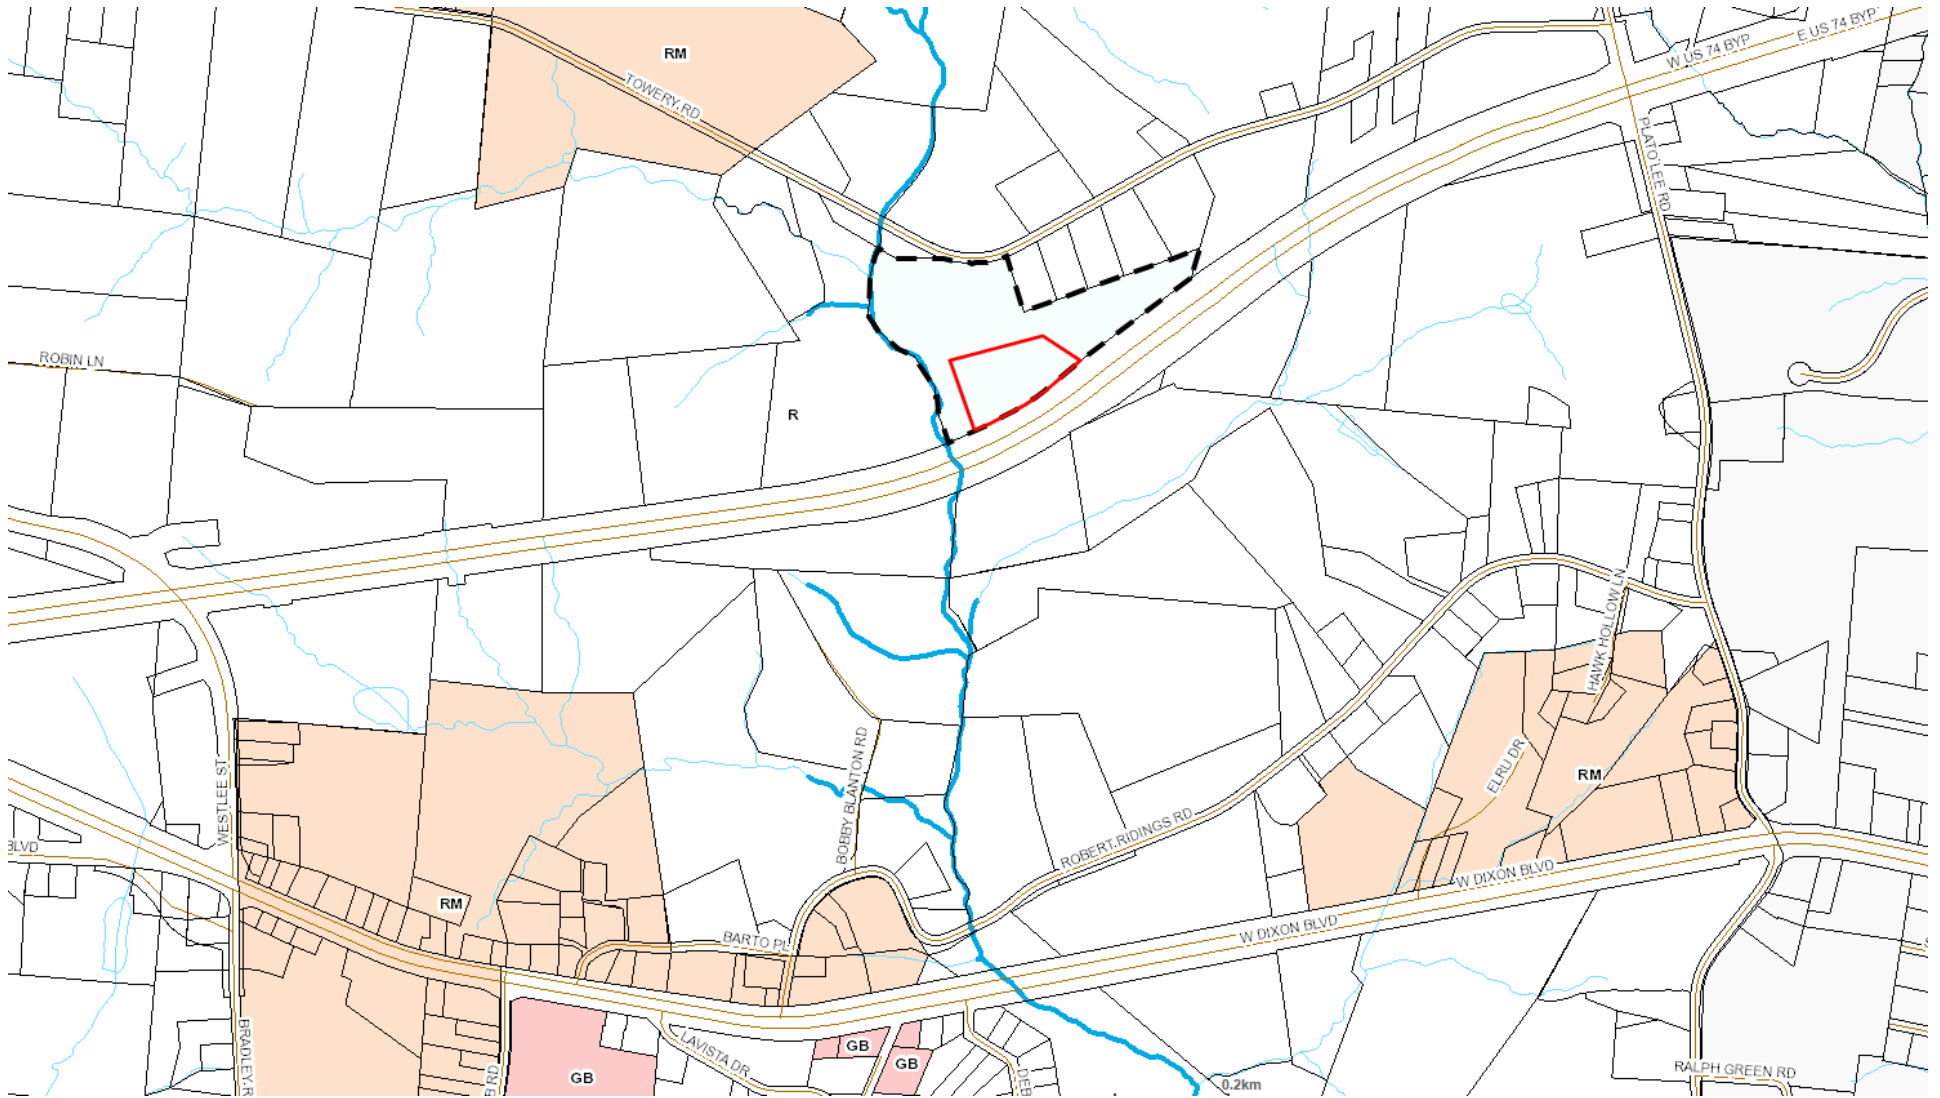 E US 74 BYP
W US 74 BYP
RM
TOWERY RD
PLATO LEE RD
ROBIN LN
R
HAWK HOLLOW LN
ELRU DR
RM
WESTLEE ST
BOBBY BLANTON RD
ROBERT RIDINGS RD
BLVD
W DIXON BLVD
RM
W DIXON BLVD
BARTO PL
BRADLEY R
LAVISTA DR
GB
GB
GB
B RD
DEB
RALPH GREEN RD
0.2km